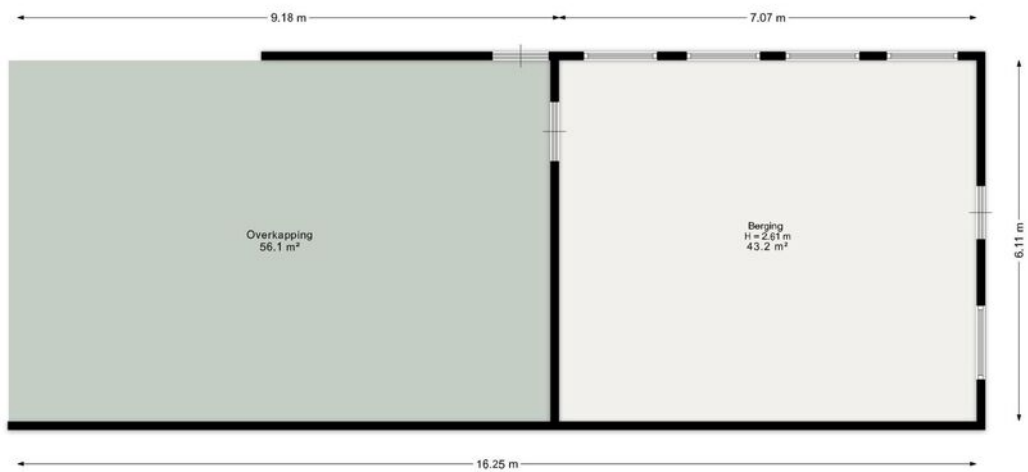 9.18 m
7.07 m
Overkapping
56.1 m²
Berging
H = 2.61 m
43.2 m²
6.11 m
16.25 m